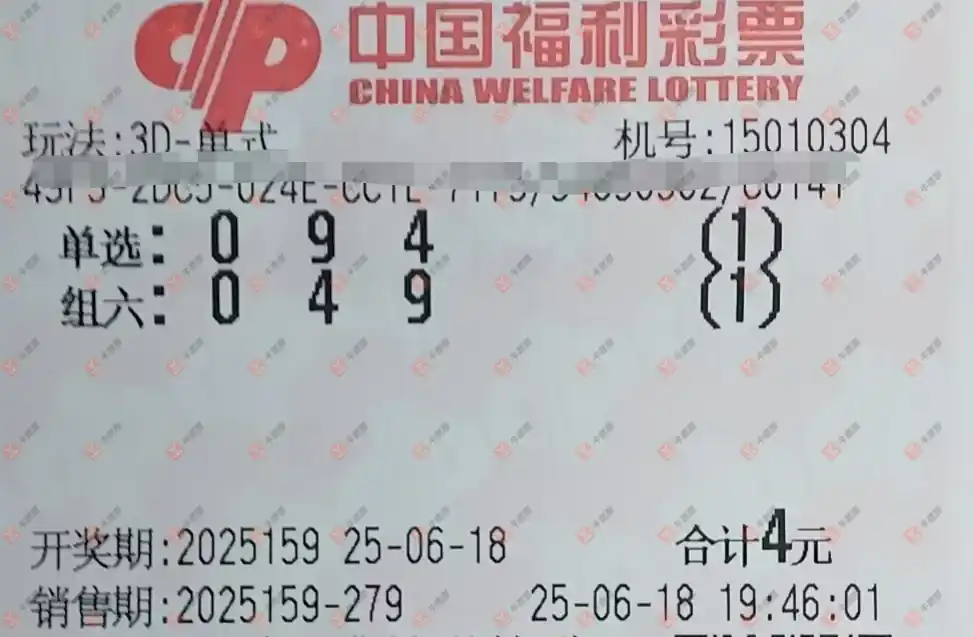 中国福利彩票
CHINA WELFARE LOTTERY
玩法:3D-单式 机号:15010304
单选: 0 9 4 (1)
组六: 0 4 9 (1)
开奖期:2025159 25-06-18 合计4元
销售期:2025159-279 25-06-18 19:46:01